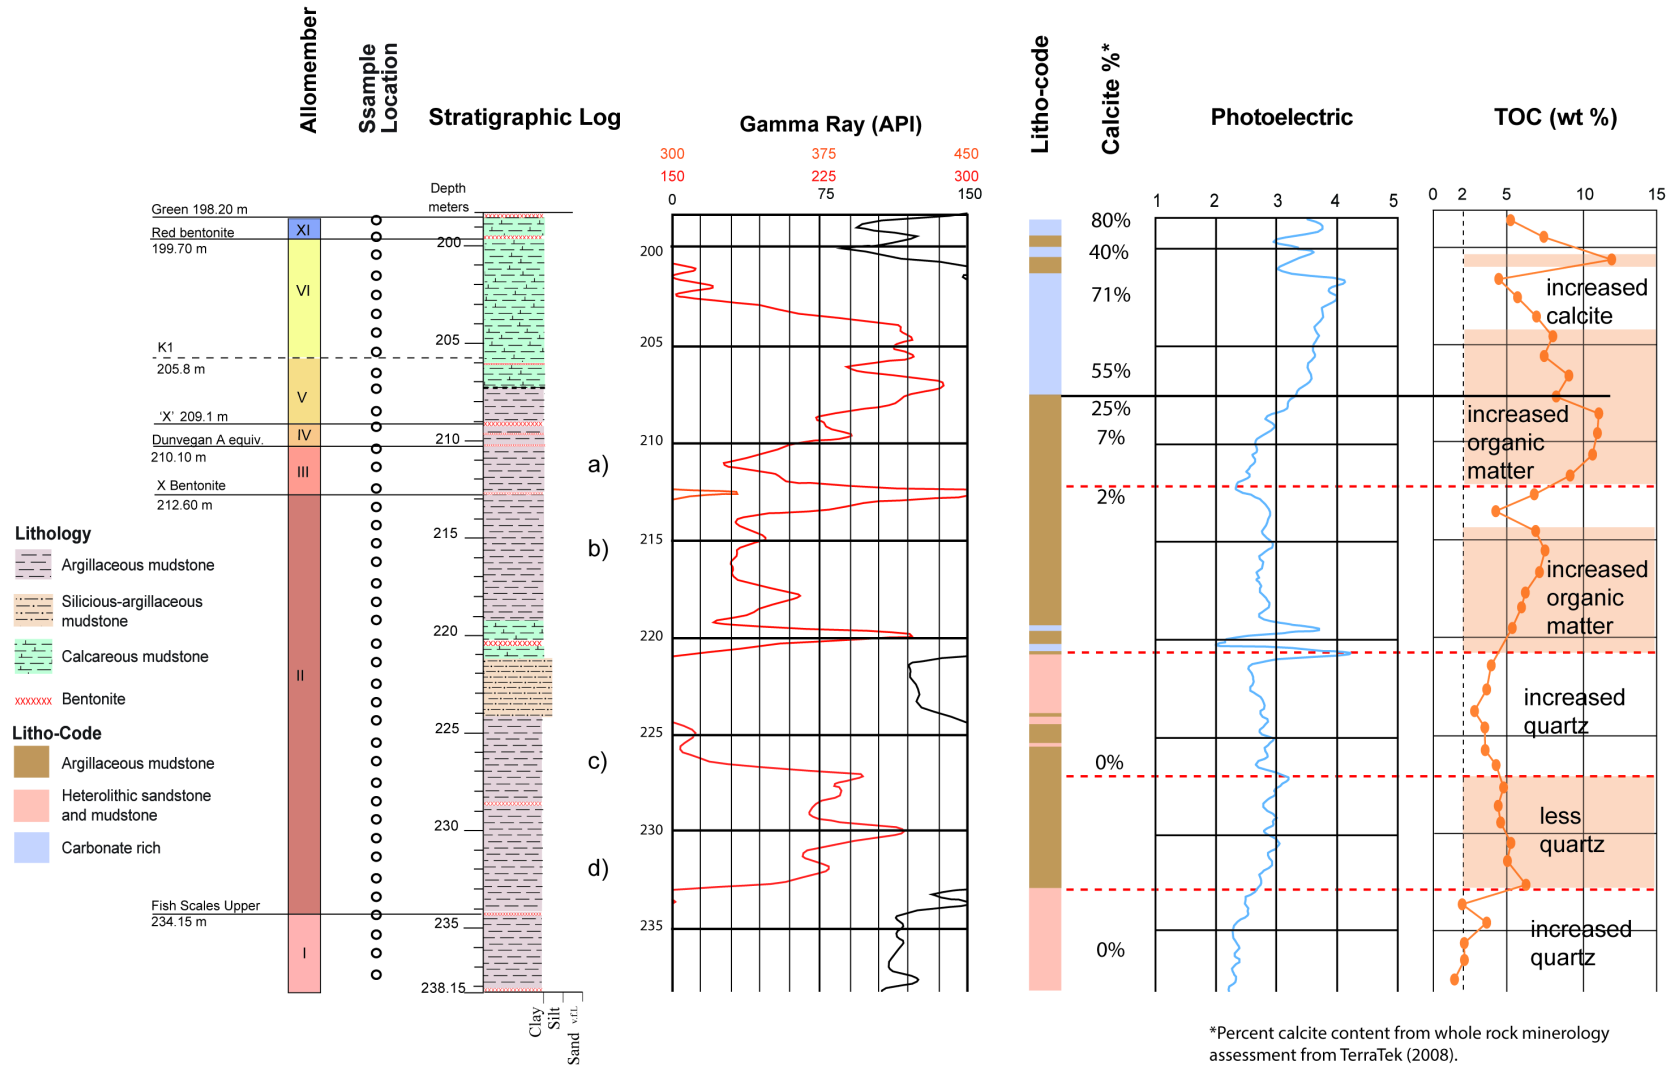 Allomember
Ssample
Location
Stratigraphic Log
Gamma Ray (API)
Litho-code
Calcite %*
Photoelectric
TOC (wt %)
300 375 450
150 225 300
0 75 150
Depth
meters
1 2 3 4 5
0 2 5 10 15
Green 198.20 m
Red bentonite
199.70 m
K1
205.8 m
'X' 209.1 m
Dunvegan A equiv.
210.10 m
X Bentonite
212.60 m
Fish Scales Upper
234.15 m
XI
VI
V
IV
III
II
I
200
205
210
215
220
225
230
235
238.15
Clay
Silt
Sand v.f.L
a)
b)
c)
d)
200
205
210
215
220
225
230
235
80%
40%
71%
55%
25%
7%
2%
0%
0%
increased
calcite
increased
organic
matter
increased
organic
matter
increased
quartz
less
quartz
increased
quartz
Lithology
Argillaceous mudstone
Silicious-argillaceous
mudstone
Calcareous mudstone
Bentonite
Litho-Code
Argillaceous mudstone
Heterolithic sandstone
and mudstone
Carbonate rich
*Percent calcite content from whole rock minerology
assessment from TerraTek (2008).